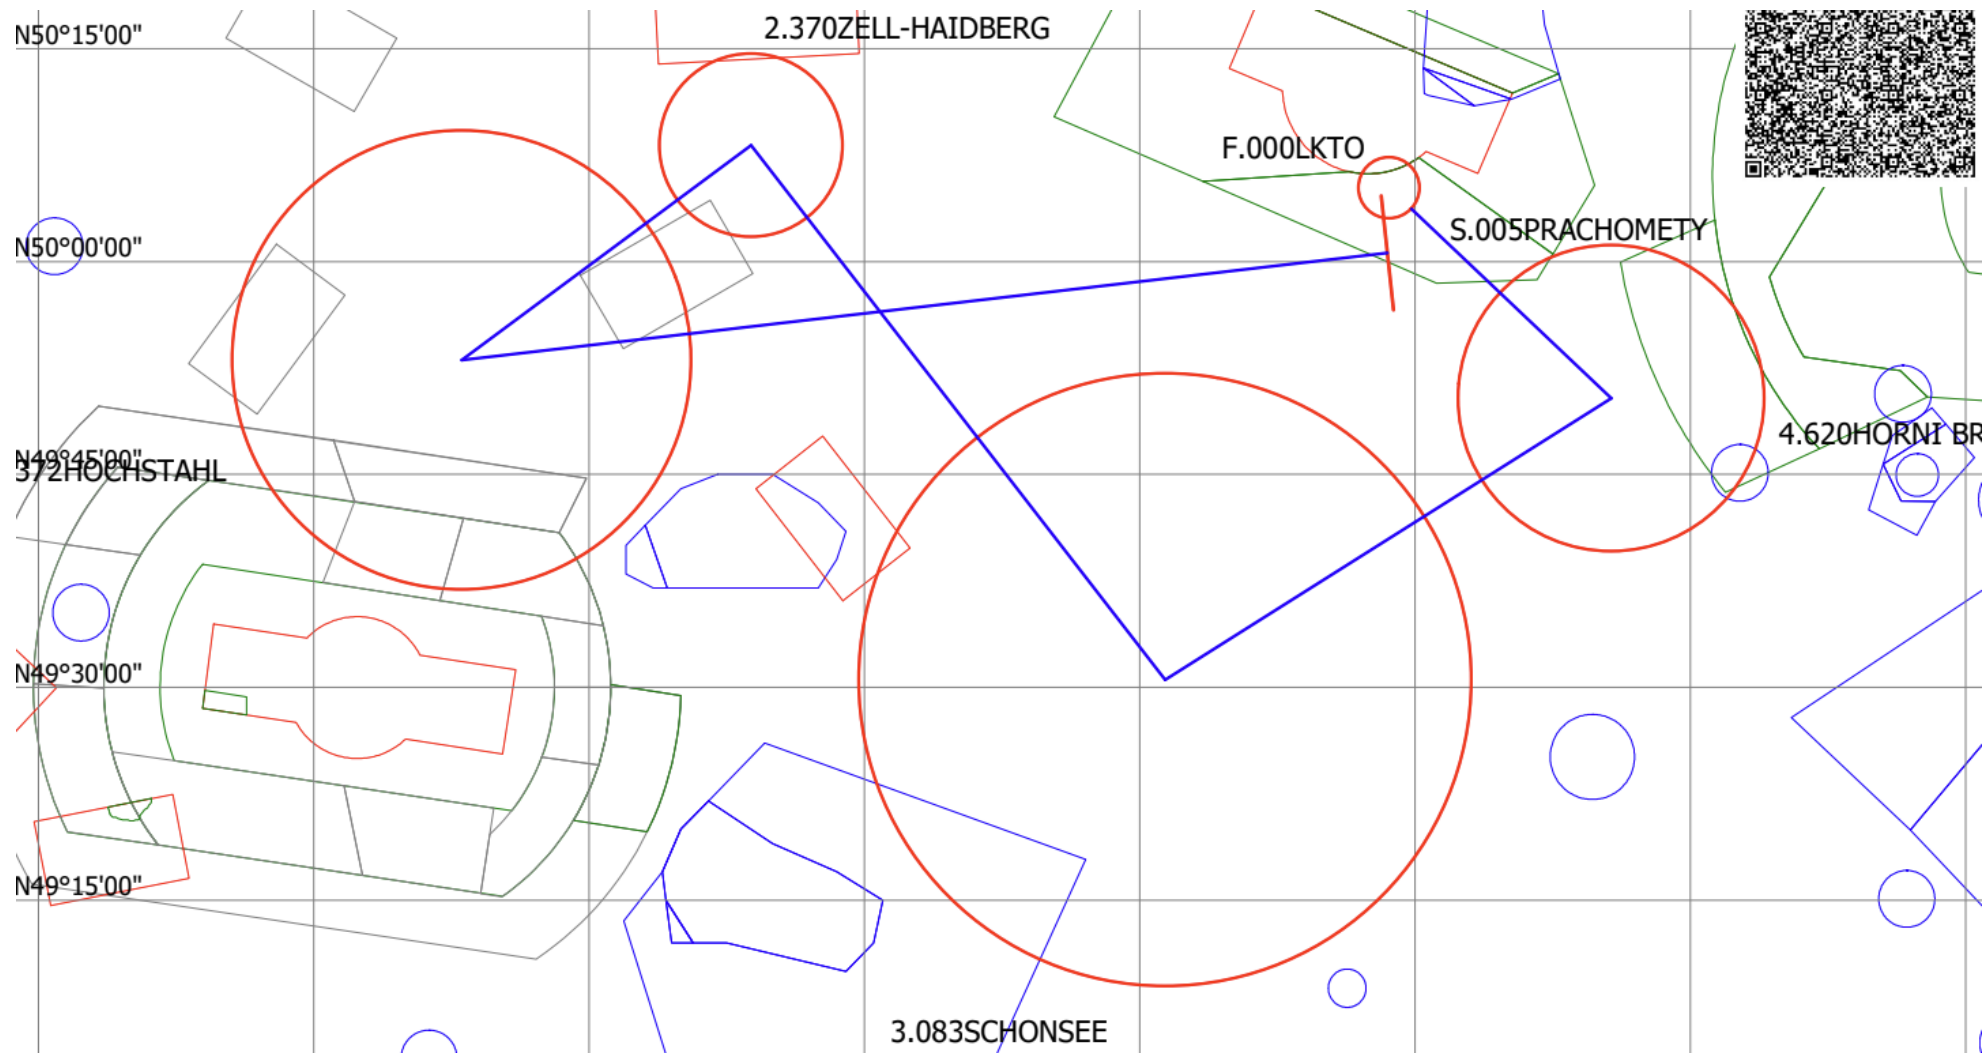 2.370ZELL-HAIDBERG
N50°15'00"
F.000LKTO
S.005PRACHOMETY
N50°00'00"
4.620HORNI BR
N49°45'00"
372HOCHSTAHL
N49°30'00"
N49°15'00"
3.083SCHONSEE